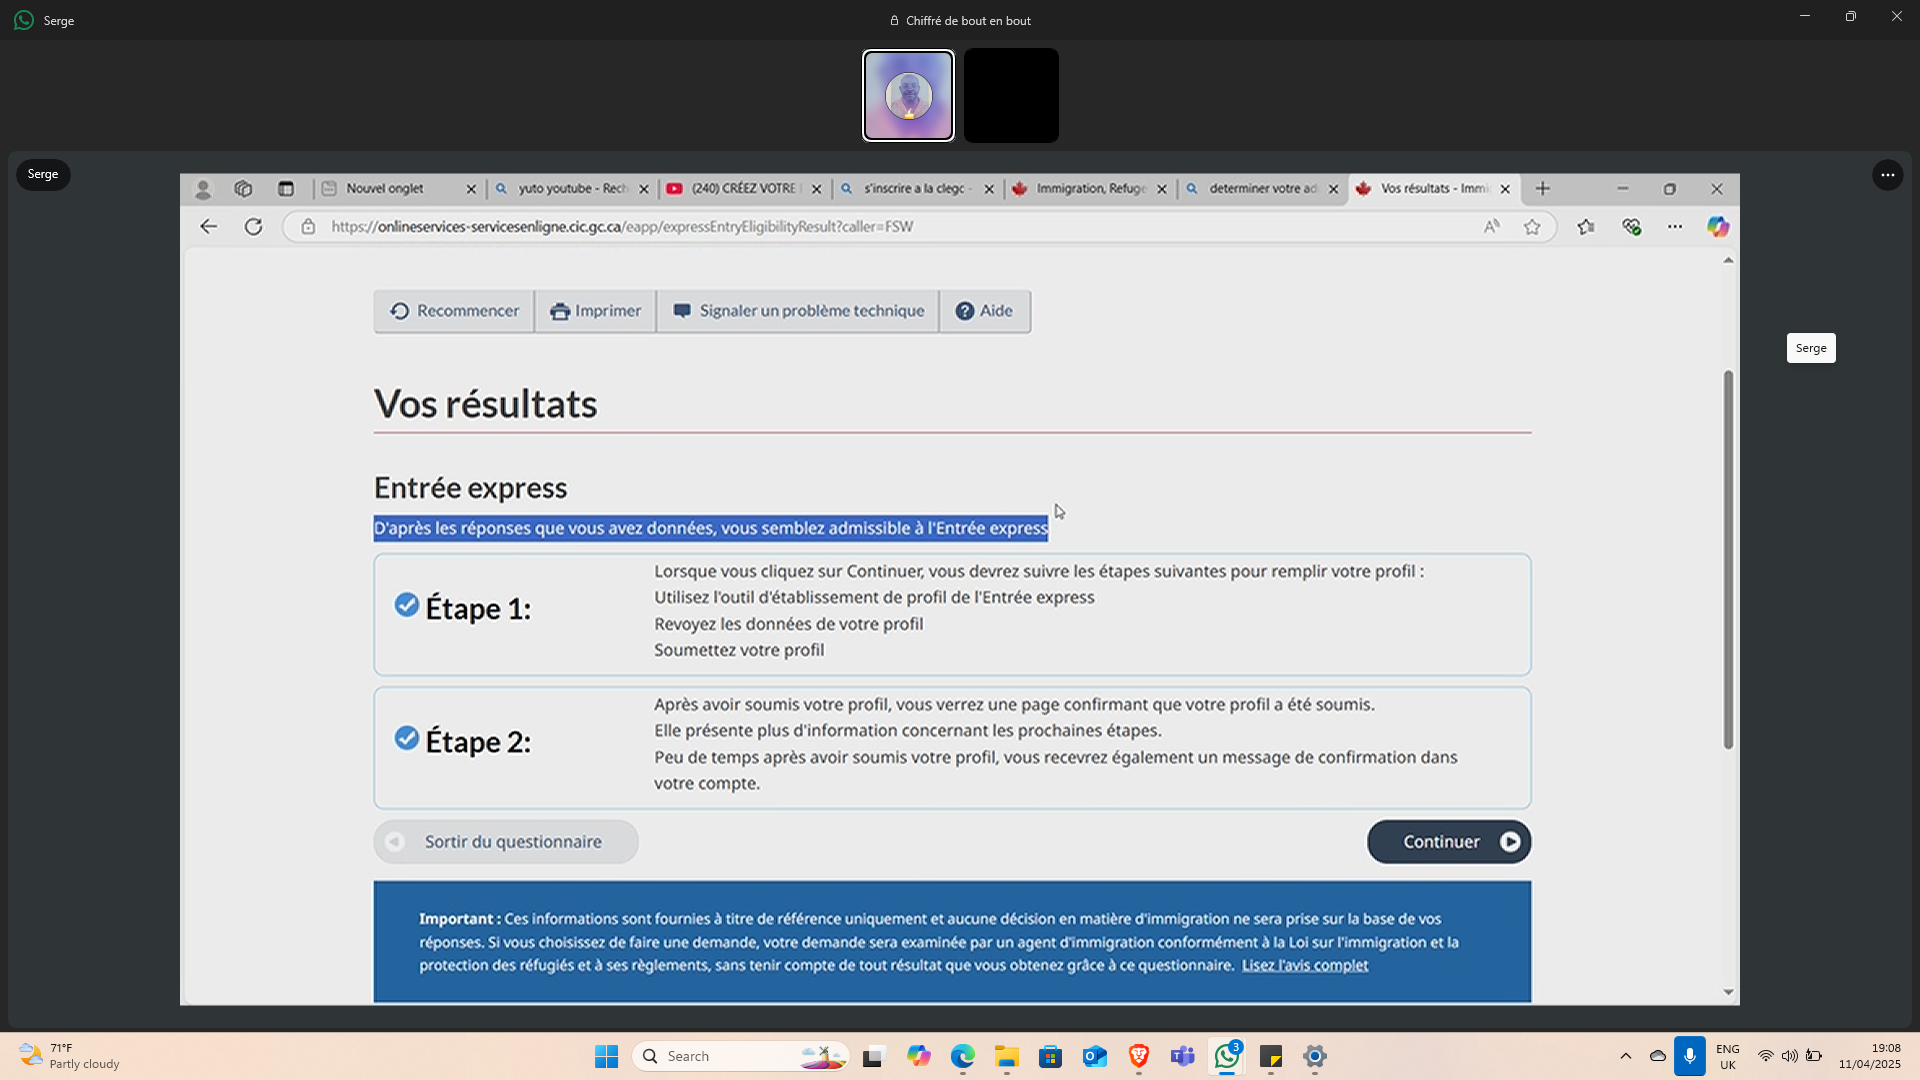 Serge
Chiffré de bout en bout
Serge
Nouvel onglet
yuto youtube - Rech
(240) CRÉEZ VOTRE
s'inscrire a la clegc -
Immigration, Refuge
determiner votre ad
Vos résultats - Immi
https://onlineservices-servicesenligne.cic.gc.ca/eapp/expressEntryEligibilityResult?caller=FSW
Recommencer
Imprimer
Signaler un problème technique
Aide
Serge
Vos résultats
Entrée express
D'après les réponses que vous avez données, vous semblez admissible à l'Entrée express
Étape 1:
Lorsque vous cliquez sur Continuer, vous devrez suivre les étapes suivantes pour remplir votre profil :
Utilisez l'outil d'établissement de profil de l'Entrée express
Revoyez les données de votre profil
Soumettez votre profil
Étape 2:
Après avoir soumis votre profil, vous verrez une page confirmant que votre profil a été soumis.
Elle présente plus d'information concernant les prochaines étapes.
Peu de temps après avoir soumis votre profil, vous recevrez également un message de confirmation dans
votre compte.
Sortir du questionnaire
Continuer
Important : Ces informations sont fournies à titre de référence uniquement et aucune décision en matière d'immigration ne sera prise sur la base de vos
réponses. Si vous choisissez de faire une demande, votre demande sera examinée par un agent d'immigration conformément à la Loi sur l'immigration et la
protection des réfugiés et à ses règlements, sans tenir compte de tout résultat que vous obtenez grâce à ce questionnaire. Lisez l'avis complet
71°F
Partly cloudy
Search
3
ENG
UK
19:08
11/04/2025